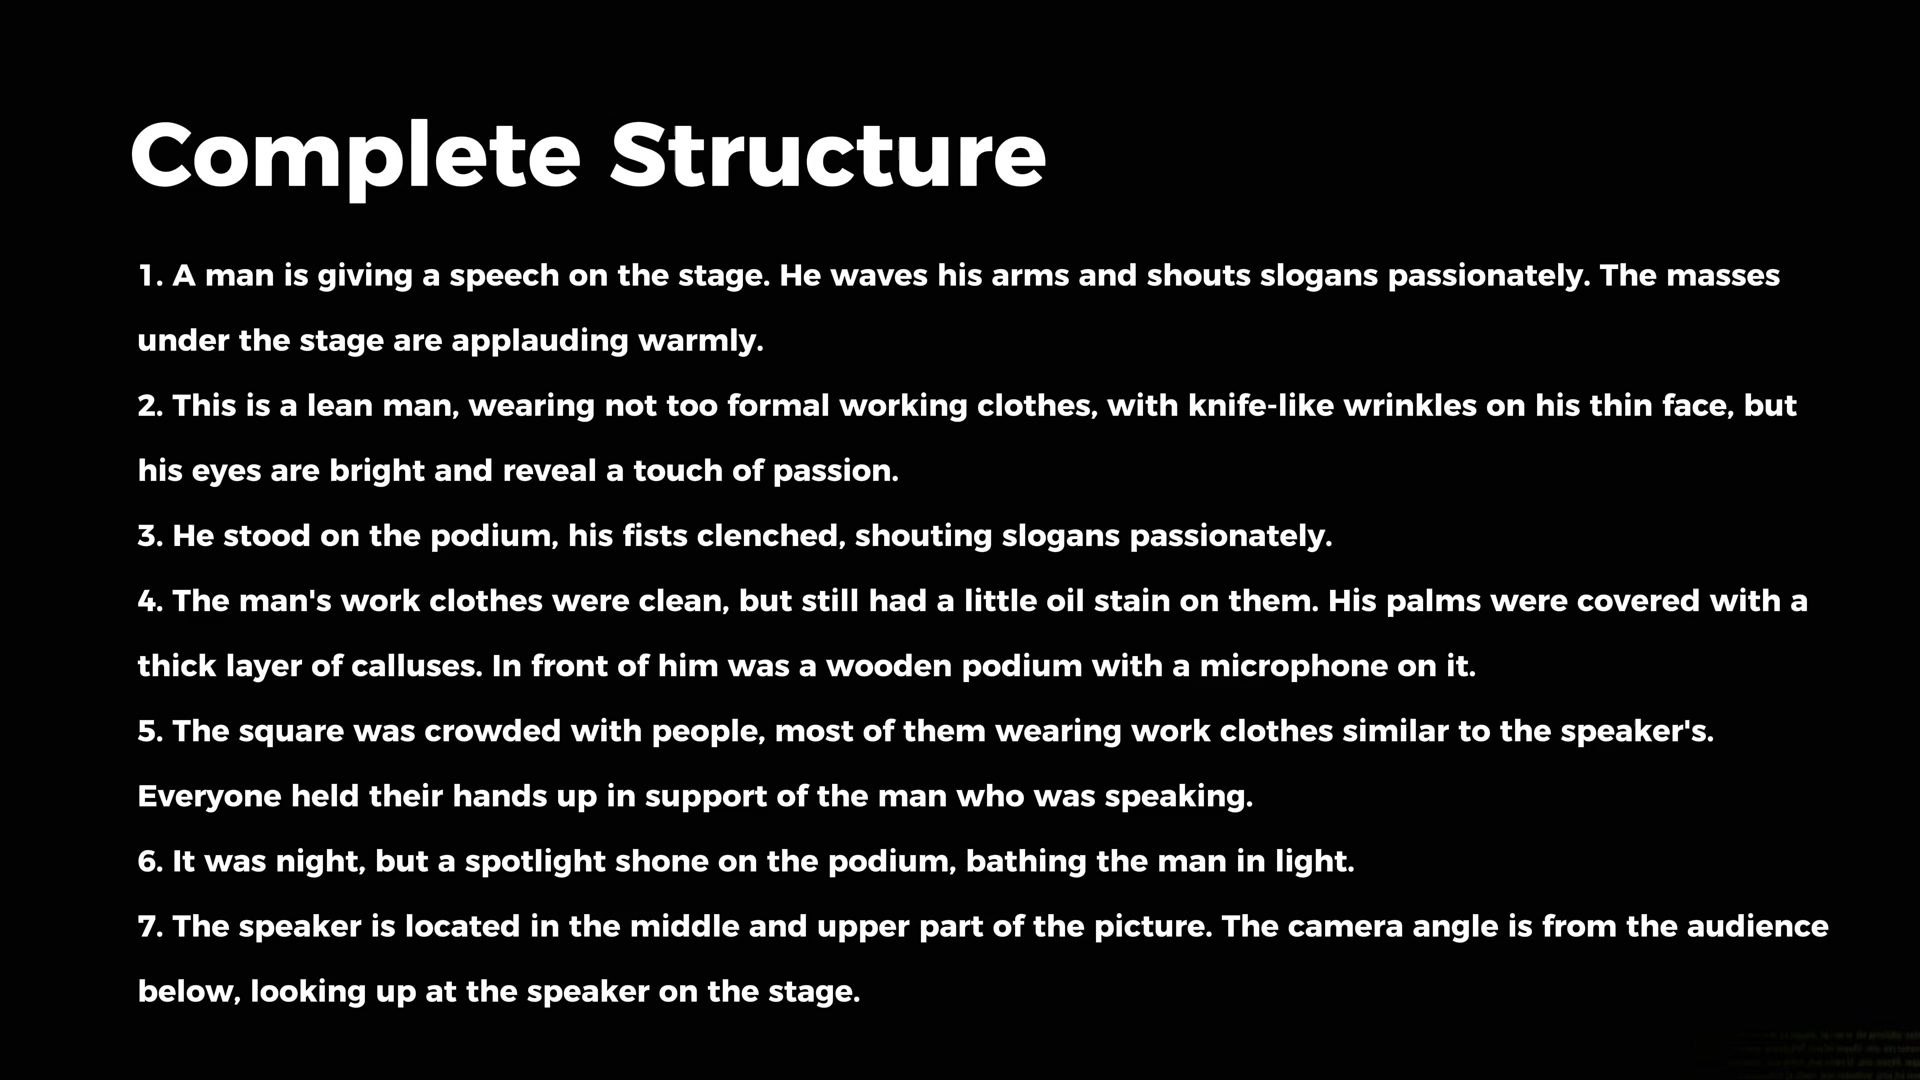 Complete Structure
1. A man is giving a speech on the stage. He waves his arms and shouts slogans passionately. The masses
under the stage are applauding warmly.
2. This is a lean man, wearing not too formal working clothes, with knife-like wrinkles on his thin face, but
his eyes are bright and reveal a touch of passion.
3. He stood on the podium, his fists clenched, shouting slogans passionately.
4. The man's work clothes were clean, but still had a little oil stain on them. His palms were covered with a
thick layer of calluses. In front of him was a wooden podium with a microphone on it.
5. The square was crowded with people, most of them wearing work clothes similar to the speaker's.
Everyone held their hands up in support of the man who was speaking.
6. It was night, but a spotlight shone on the podium, bathing the man in light.
7. The speaker is located in the middle and upper part of the picture. The camera angle is from the audience
below, looking up at the speaker on the stage.